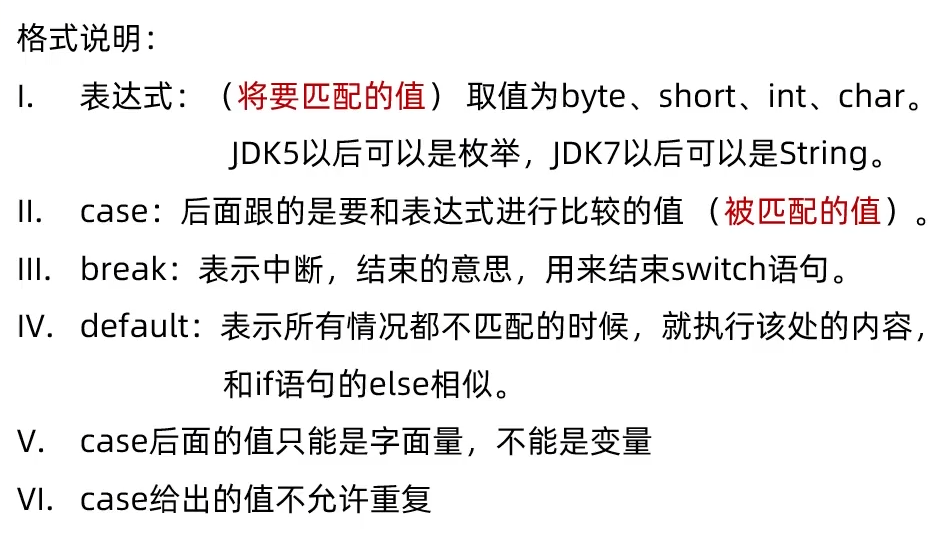 格式说明：
I. 表达式：（将要匹配的值） 取值为byte、short、int、char。
JDK5以后可以是枚举，JDK7以后可以是String。
II. case：后面跟的是要和表达式进行比较的值 （被匹配的值）。
III. break：表示中断，结束的意思，用来结束switch语句。
IV. default：表示所有情况都不匹配的时候，就执行该处的内容，
和if语句的else相似。
V. case后面的值只能是字面量，不能是变量
VI. case给出的值不允许重复